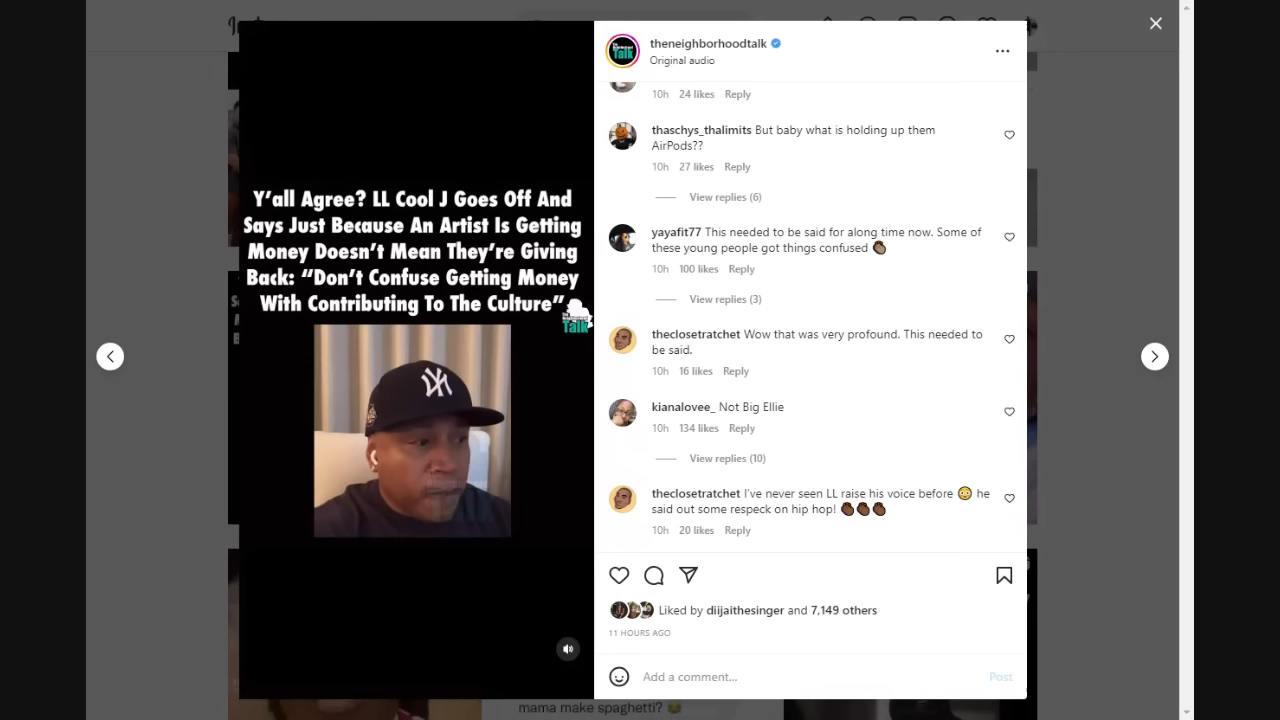 theneighborhoodtalk
Original audio
10h 24 likes Reply
thaschys_thalimits But baby what is holding up them
AirPods??
10h 27 likes Reply
View replies (6)
yayafit77 This needed to be said for along time now. Some of
these young people got things confused
10h 100 likes Reply
View replies (3)
theclosetratchet Wow that was very profound. This needed to
be said.
10h 16 likes Reply
kianalovee_ Not Big Ellie
10h 134 likes Reply
View replies (10)
theclosetratchet I've never seen LL raise his voice before 😳 he
said out some respeck on hip hop!
10h 20 likes Reply
Liked by diijaithesinger and 7,149 others
11 HOURS AGO
Add a comment...
Post
Y'all Agree? LL Cool J Goes Off And
Says Just Because An Artist Is Getting
Money Doesn't Mean They're Giving
Back: "Don't Confuse Getting Money
With Contributing To The Culture"
Talk
mama make spaghetti? 😂